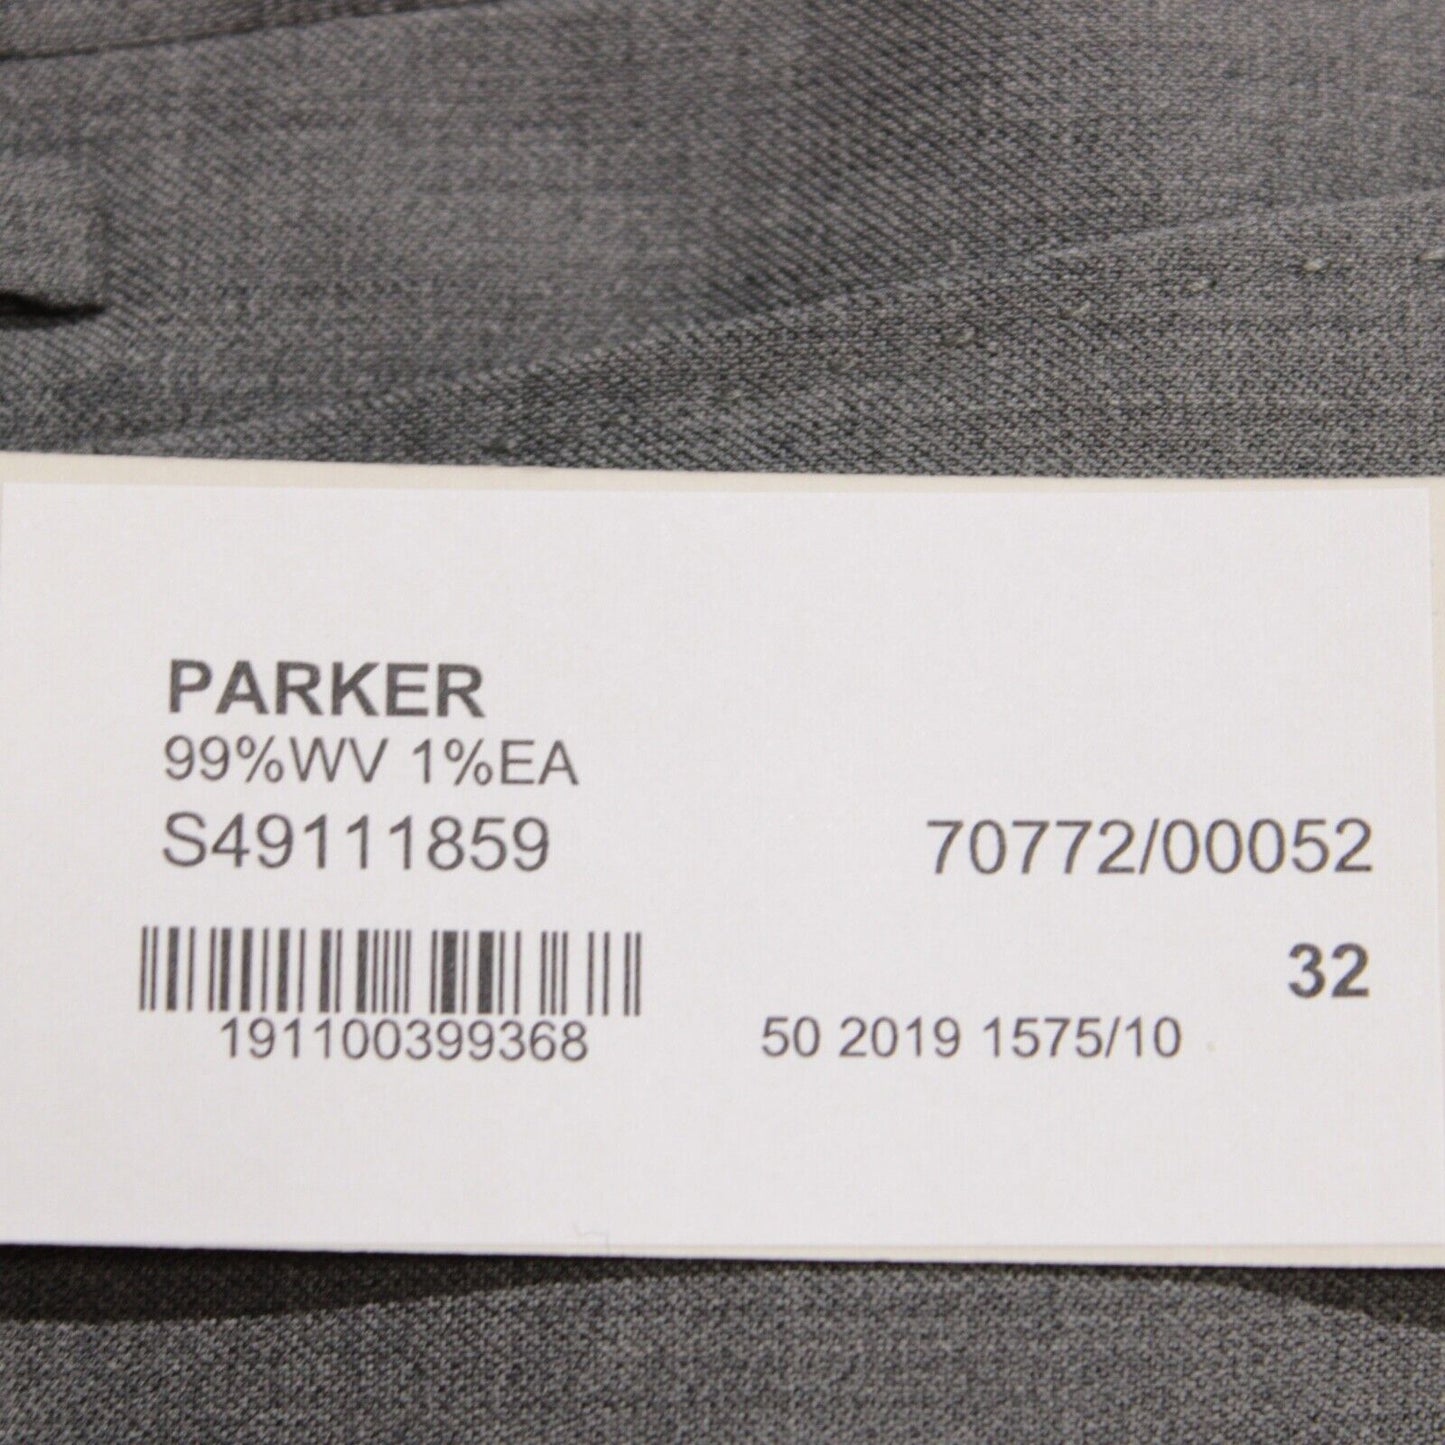 PARKER
99%WV 1%EA
S49111859 70772/00052
32
191100399368 50 2019 1575/10